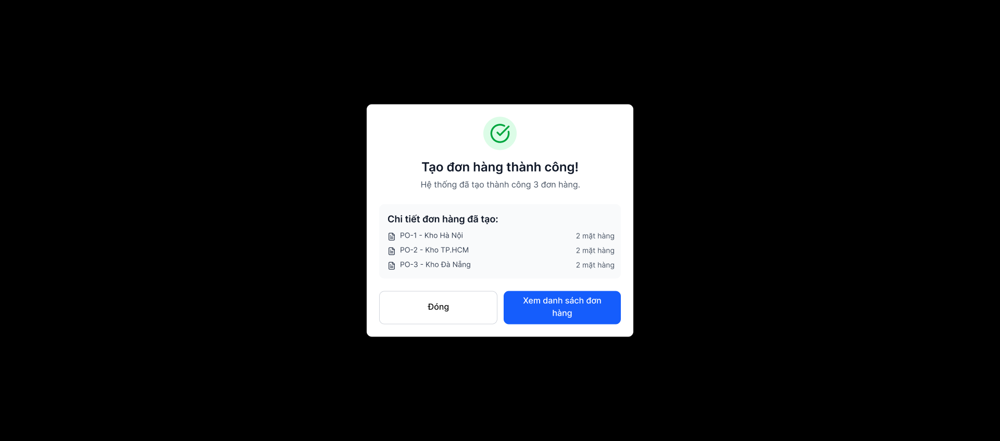 Tạo đơn hàng thành công!
Hệ thống đã tạo thành công 3 đơn hàng.
Chi tiết đơn hàng đã tạo:
PO-1 - Kho Hà Nội 2 mặt hàng
PO-2 - Kho TP.HCM 2 mặt hàng
PO-3 - Kho Đà Nẵng 2 mặt hàng
Đóng
Xem danh sách đơn
hàng